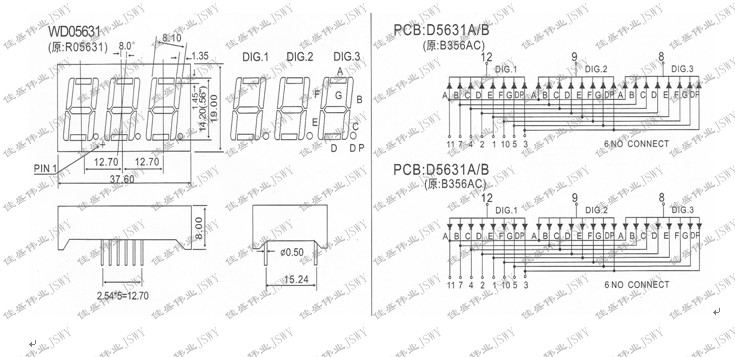 WD05631
(原:R05631)
8.0°
8.10
1.35
DIG.1 DIG.2 DIG.3
A
F G B
E C
D DP
1.45
14.20(.56")
19.00
PIN 1
12.70 12.70
37.60
8.00
2.54*5=12.70
ø0.50
15.24
PCB:D5631A/B
(原:B356AC)
12 9 8
DIG.1 DIG.2 DIG.3
A B C D E F G DP A B C D E F G DP A B C D E F G DP
11 7 4 2 1 10 5 3 6 NO CONNECT
PCB:D5631A/B
(原:B356AC)
12 9 8
DIG.1 DIG.2 DIG.3
A B C D E F G DP A B C D E F G DP A B C D E F G DP
11 7 4 2 1 10 5 3 6 NO CONNECT
佳盛伟业 JSWY